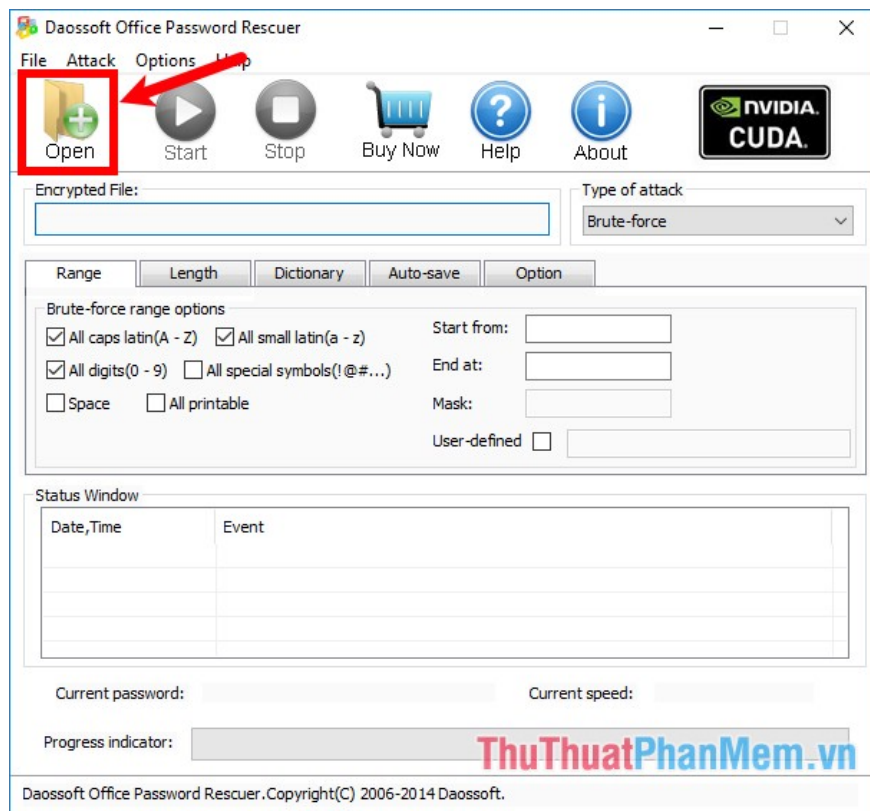 Daossoft Office Password Rescuer
File Attack Options Help
Open Start Stop Buy Now Help About
NVIDIA.
CUDA.
Encrypted File:
Type of attack
Brute-force
Range Length Dictionary Auto-save Option
Brute-force range options
All caps latin(A - Z) All small latin(a - z)
Start from:
All digits(0 - 9) All special symbols(!@#...)
End at:
Space All printable
Mask:
User-defined
Status Window
Date,Time Event
Current password: Current speed:
Progress indicator:
ThuThuatPhanMem.vn
Daossoft Office Password Rescuer.Copyright(C) 2006-2014 Daossoft.